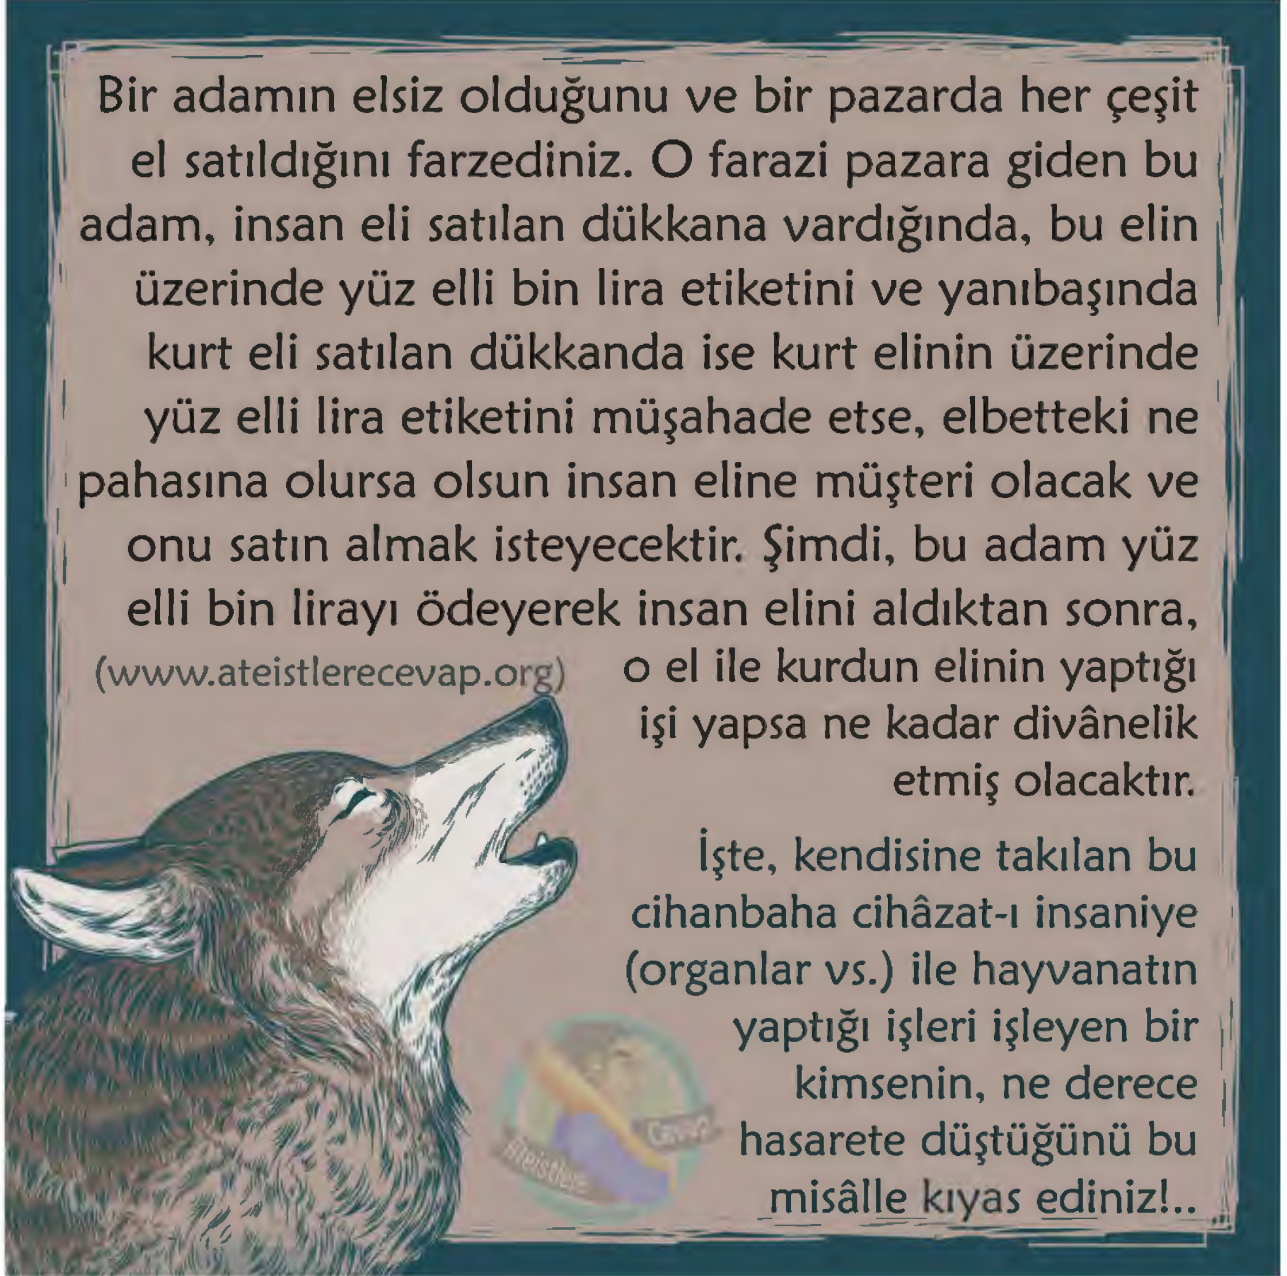 Bir adamın elsiz olduğunu ve bir pazarda her çeşit
el satıldığını farzediniz. O farazi pazara giden bu
adam, insan eli satılan dükkana vardığında, bu elin
üzerinde yüz elli bin lira etiketini ve yanıbaşında
kurt eli satılan dükkanda ise kurt elinin üzerinde
yüz elli lira etiketini müşahade etse, elbetteki ne
pahasına olursa olsun insan eline müşteri olacak ve
onu satın almak isteyecektir. Şimdi, bu adam yüz
elli bin lirayı ödeyerek insan elini aldıktan sonra,
(www.ateistlerecevap.org)
o el ile kurdun elinin yaptığı
işi yapsa ne kadar divânelik
etmiş olacaktır.
İşte, kendisine takılan bu
cihanbaha cihâzat-ı insaniye
(organlar vs.) ile hayvanatın
yaptığı işleri işleyen bir
kimsenin, ne derece
hasarete düştüğünü bu
misâlle kıyas ediniz!..
Ateistlere
Cevap